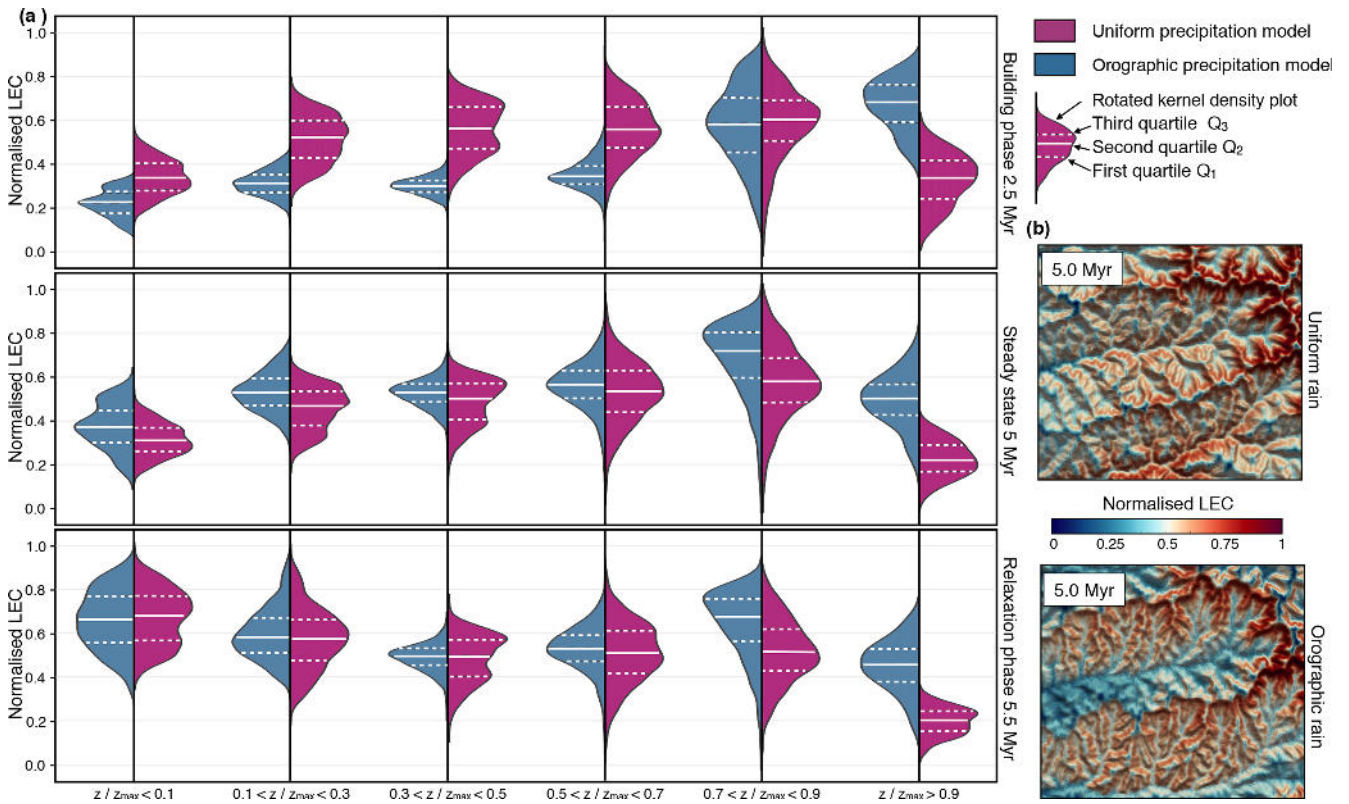 (a)
1.0
0.8
0.6
0.4
0.2
0.0
Normalised LEC
Building phase 2.5 Myr
1.0
0.8
0.6
0.4
0.2
0.0
Normalised LEC
Steady state 5 Myr
1.0
0.8
0.6
0.4
0.2
0.0
Normalised LEC
Relaxation phase 5.5 Myr
z / zmax < 0.1
0.1 < z / zmax < 0.3
0.3 < z / zmax < 0.5
0.5 < z / zmax < 0.7
0.7 < z / zmax < 0.9
z / zmax > 0.9
Uniform precipitation model
Orographic precipitation model
Rotated kernel density plot
Third quartile Q3
Second quartile Q2
First quartile Q1
(b)
5.0 Myr
Uniform rain
Normalised LEC
0 0.25 0.5 0.75 1
5.0 Myr
Orographic rain